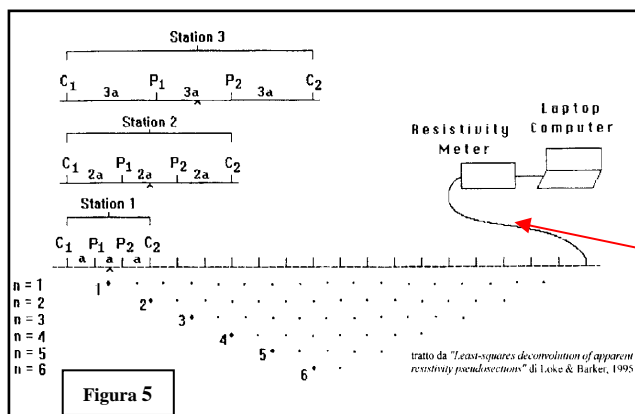 Station 3
C1 P1 P2 C2
3a 3a 3a
Station 2
C1 P1 P2 C2
2a 2a 2a
Station 1
C1 P1 P2 C2
a a a
Resistivity
Meter
Laptop
Computer
n = 1 1
n = 2 2
n = 3 3
n = 4 4
n = 5 5
n = 6 6
tratto da "Least-squares deconvolution of apparent
resistivity pseudosections" di Loke & Barker, 1995
Figura 5